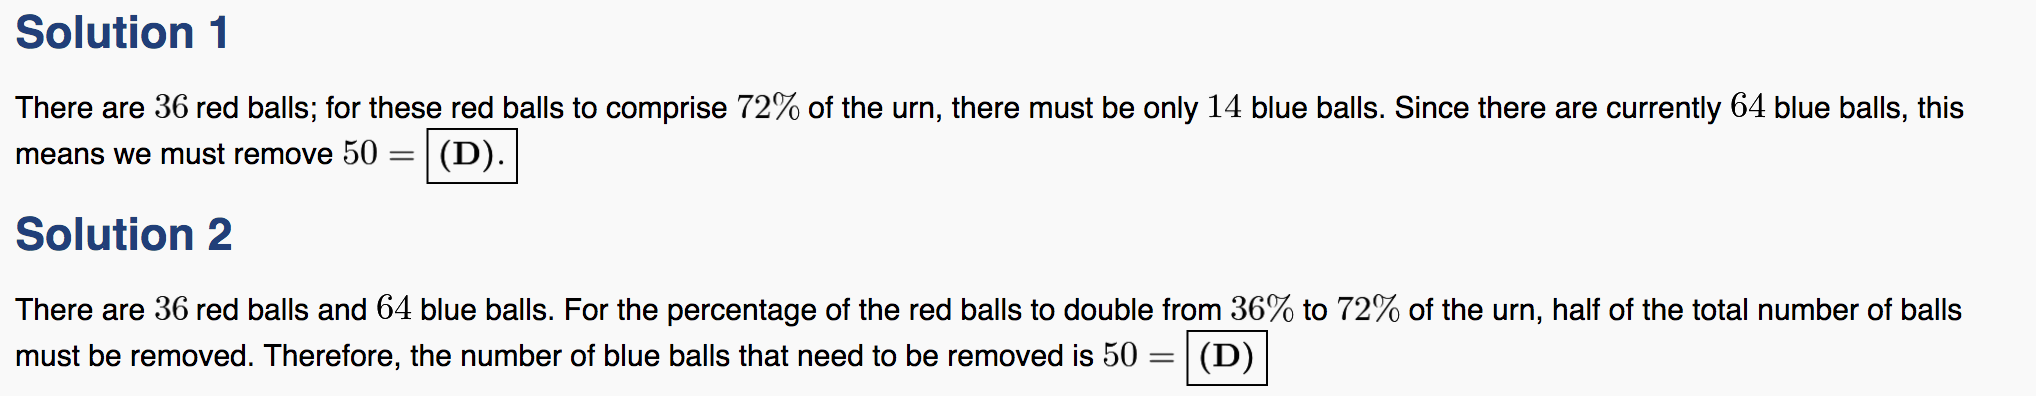 Solution 1
There are 36 red balls; for these red balls to comprise 72% of the urn, there must be only 14 blue balls. Since there are currently 64 blue balls, this
means we must remove 50 = (D).
Solution 2
There are 36 red balls and 64 blue balls. For the percentage of the red balls to double from 36% to 72% of the urn, half of the total number of balls
must be removed. Therefore, the number of blue balls that need to be removed is 50 = (D)